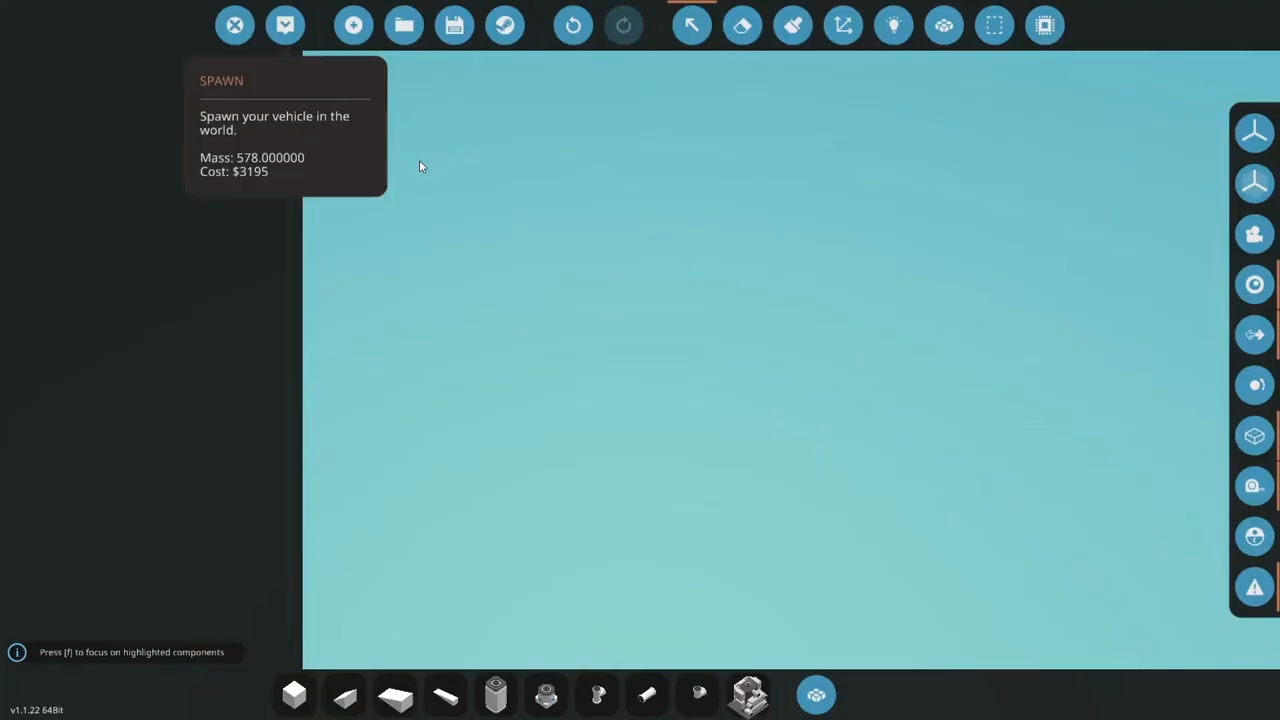 SPAWN
Spawn your vehicle in the
world.
Mass: 578.000000
Cost: $3195
Press [f] to focus on highlighted components
v1.1.22 64Bit